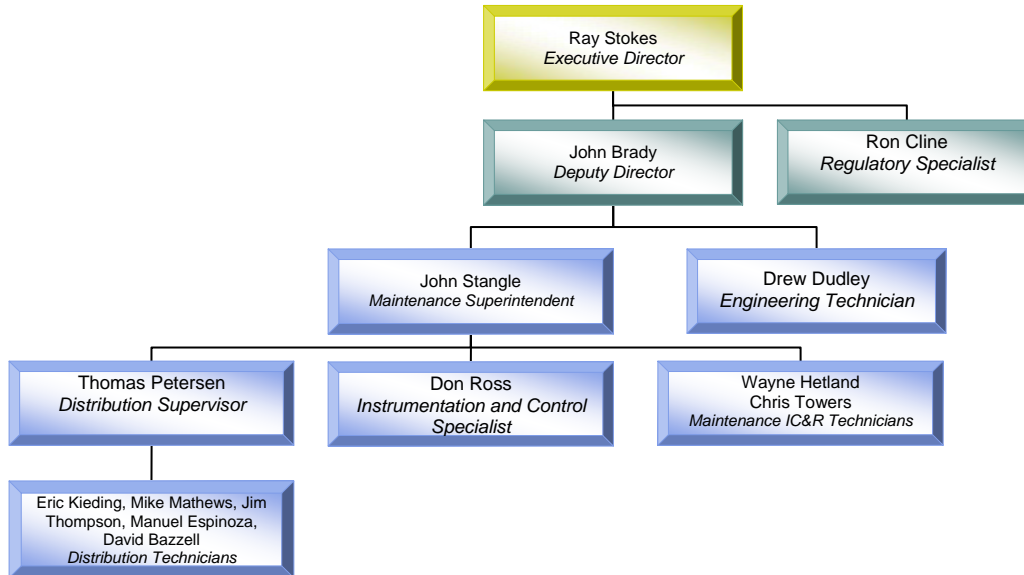 Ray Stokes
Executive Director
John Brady
Deputy Director
Ron Cline
Regulatory Specialist
John Stangle
Maintenance Superintendent
Drew Dudley
Engineering Technician
Thomas Petersen
Distribution Supervisor
Don Ross
Instrumentation and Control
Specialist
Wayne Hetland
Chris Towers
Maintenance IC&R Technicians
Eric Kieding, Mike Mathews, Jim
Thompson, Manuel Espinoza,
David Bazzell
Distribution Technicians